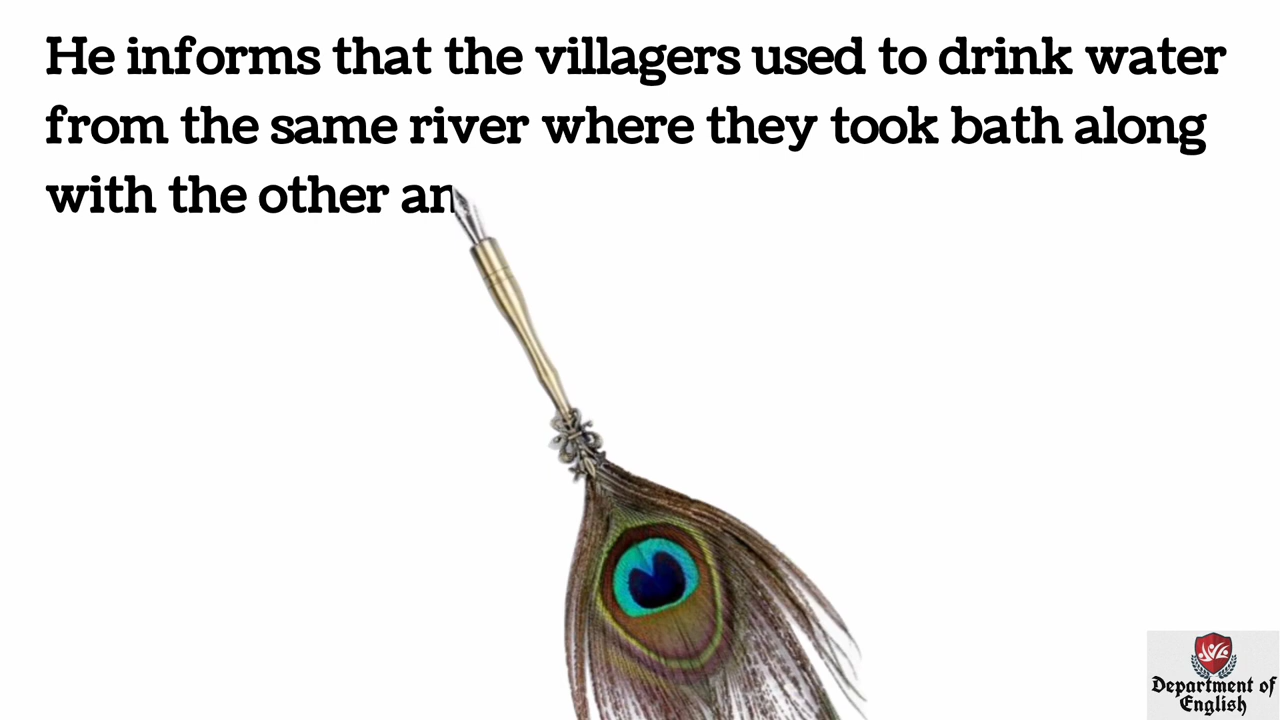 He informs that the villagers used to drink water
from the same river where they took bath along
with the other an
Department of
English